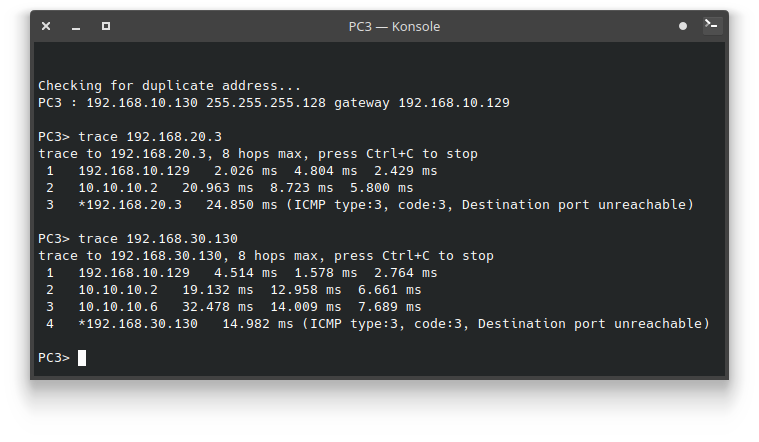 PC3 — Konsole
Checking for duplicate address...
PC3 : 192.168.10.130 255.255.255.128 gateway 192.168.10.129
PC3> trace 192.168.20.3
trace to 192.168.20.3, 8 hops max, press Ctrl+C to stop
 1   192.168.10.129   2.026 ms  4.804 ms  2.429 ms
 2   10.10.10.2   20.963 ms  8.723 ms  5.800 ms
 3   *192.168.20.3   24.850 ms (ICMP type:3, code:3, Destination port unreachable)
PC3> trace 192.168.30.130
trace to 192.168.30.130, 8 hops max, press Ctrl+C to stop
 1   192.168.10.129   4.514 ms  1.578 ms  2.764 ms
 2   10.10.10.2   19.132 ms  12.958 ms  6.661 ms
 3   10.10.10.6   32.478 ms  14.009 ms  7.689 ms
 4   *192.168.30.130   14.982 ms (ICMP type:3, code:3, Destination port unreachable)
PC3>